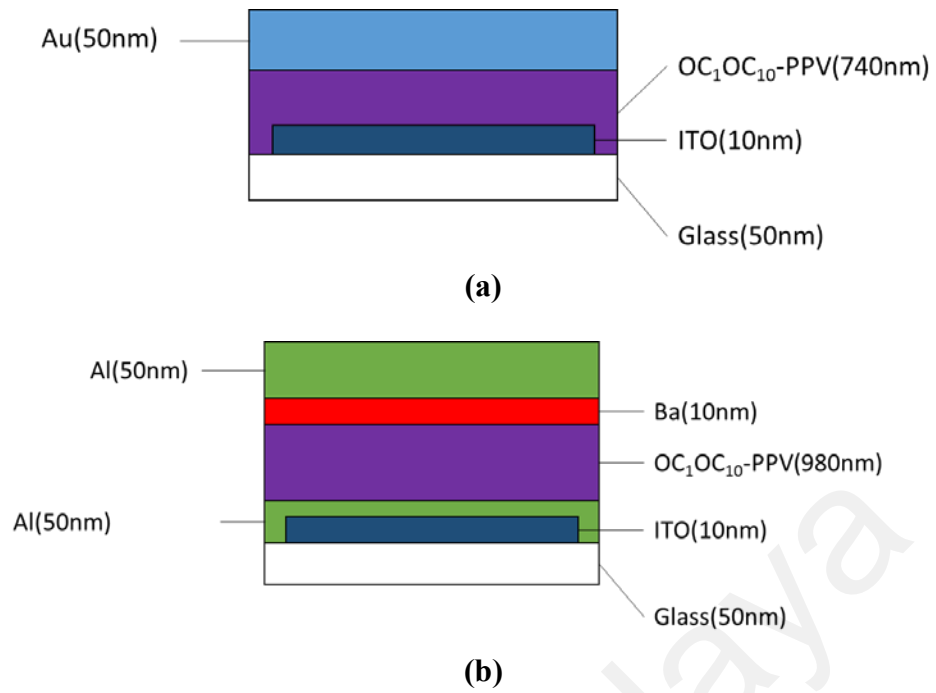 Au(50nm)
OC₁OC₁₀-PPV(740nm)
ITO(10nm)
Glass(50nm)
(a)
Al(50nm)
Ba(10nm)
OC₁OC₁₀-PPV(980nm)
Al(50nm)
ITO(10nm)
Glass(50nm)
(b)